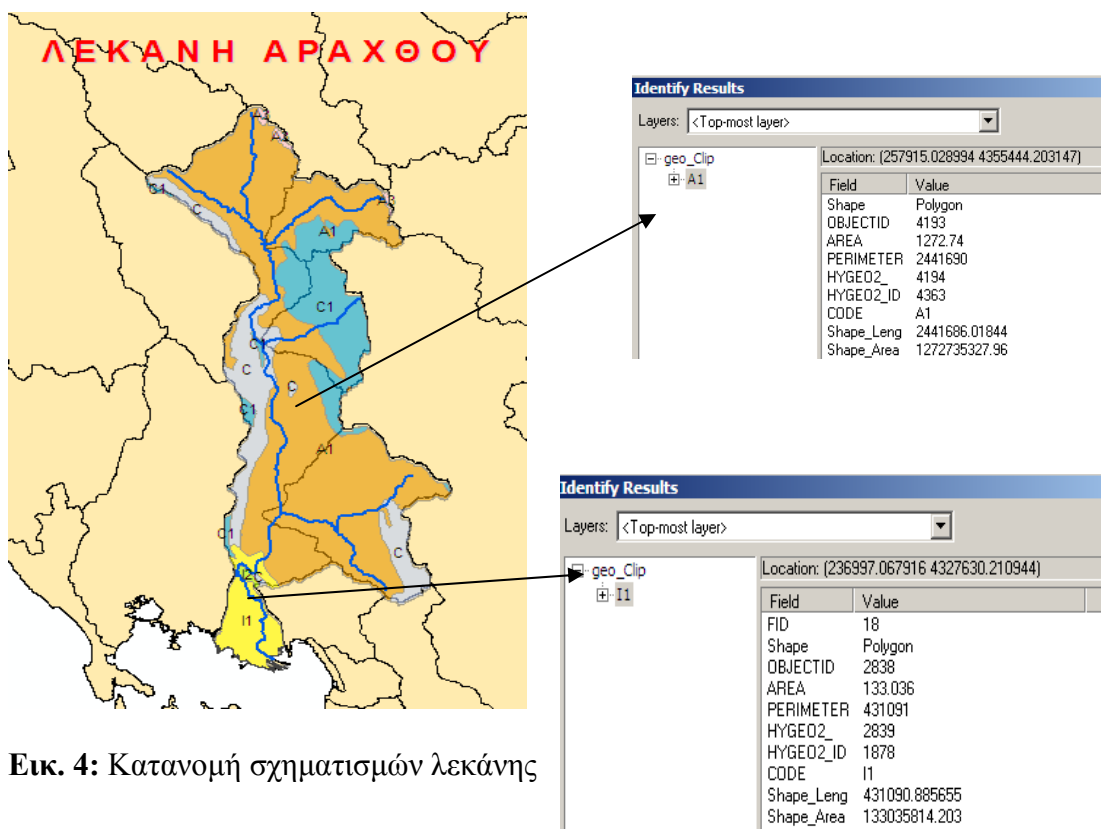 ΛΕΚΑΝΗ ΑΡΑΧΘΟΥ
A3
C1
C
A3
A1
C1
C1
C
C
C1
A1
C1
C
I1
Identify Results
Layers: <Top-most layer>
geo_Clip
A1
Location: (257915.028994 4355444.203147)
Field Value
Shape Polygon
OBJECTID 4193
AREA 1272.74
PERIMETER 2441690
HYGEO2_ 4194
HYGEO2_ID 4363
CODE A1
Shape_Leng 2441686.01844
Shape_Area 1272735327.96
Identify Results
Layers: <Top-most layer>
geo_Clip
I1
Location: (236997.067916 4327630.210944)
Field Value
FID 18
Shape Polygon
OBJECTID 2838
AREA 133.036
PERIMETER 431091
HYGEO2_ 2839
HYGEO2_ID 1878
CODE I1
Shape_Leng 431090.885655
Shape_Area 133035814.203
Εικ. 4: Κατανομή σχηματισμών λεκάνης